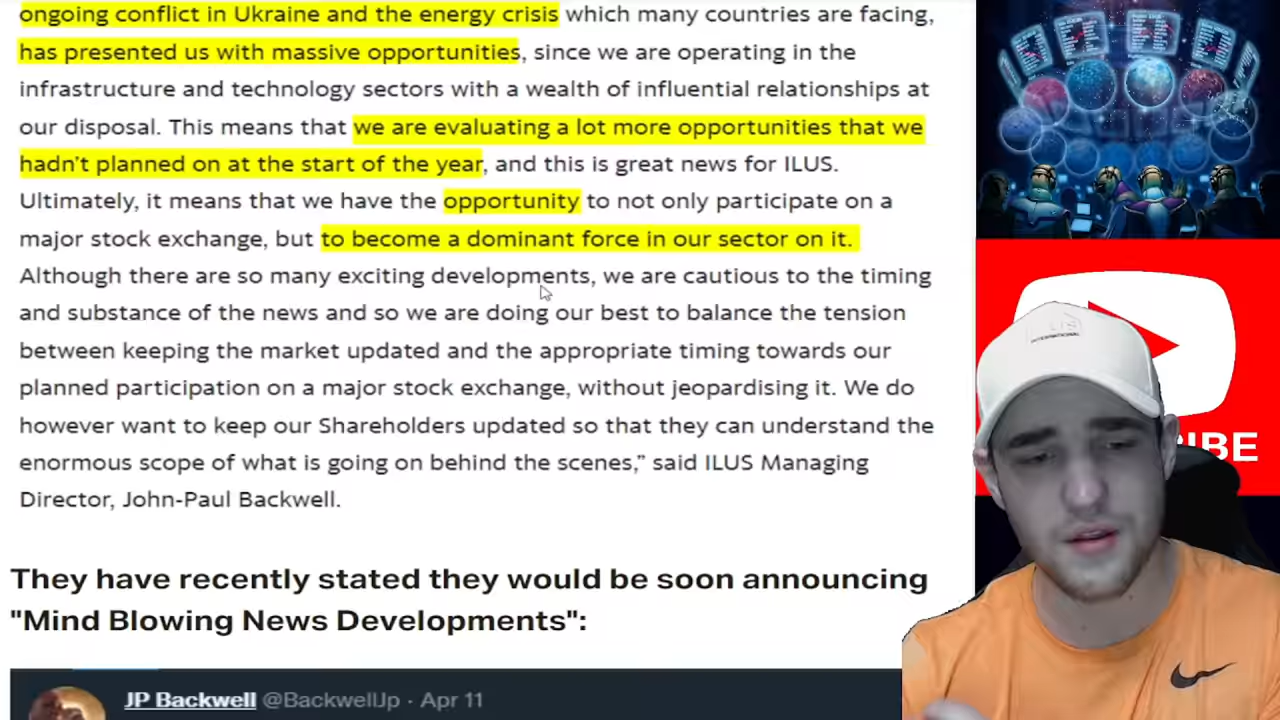 ongoing conflict in Ukraine and the energy crisis which many countries are facing,
has presented us with massive opportunities, since we are operating in the
infrastructure and technology sectors with a wealth of influential relationships at
our disposal. This means that we are evaluating a lot more opportunities that we
hadn't planned on at the start of the year, and this is great news for ILUS.
Ultimately, it means that we have the opportunity to not only participate on a
major stock exchange, but to become a dominant force in our sector on it.
Although there are so many exciting developments, we are cautious to the timing
and substance of the news and so we are doing our best to balance the tension
between keeping the market updated and the appropriate timing towards our
planned participation on a major stock exchange, without jeopardising it. We do
however want to keep our Shareholders updated so that they can understand the
enormous scope of what is going on behind the scenes,” said ILUS Managing
Director, John-Paul Backwell.
They have recently stated they would be soon announcing
"Mind Blowing News Developments":
JP Backwell @BackwellUp · Apr 11
IBE
INTERNATIONAL